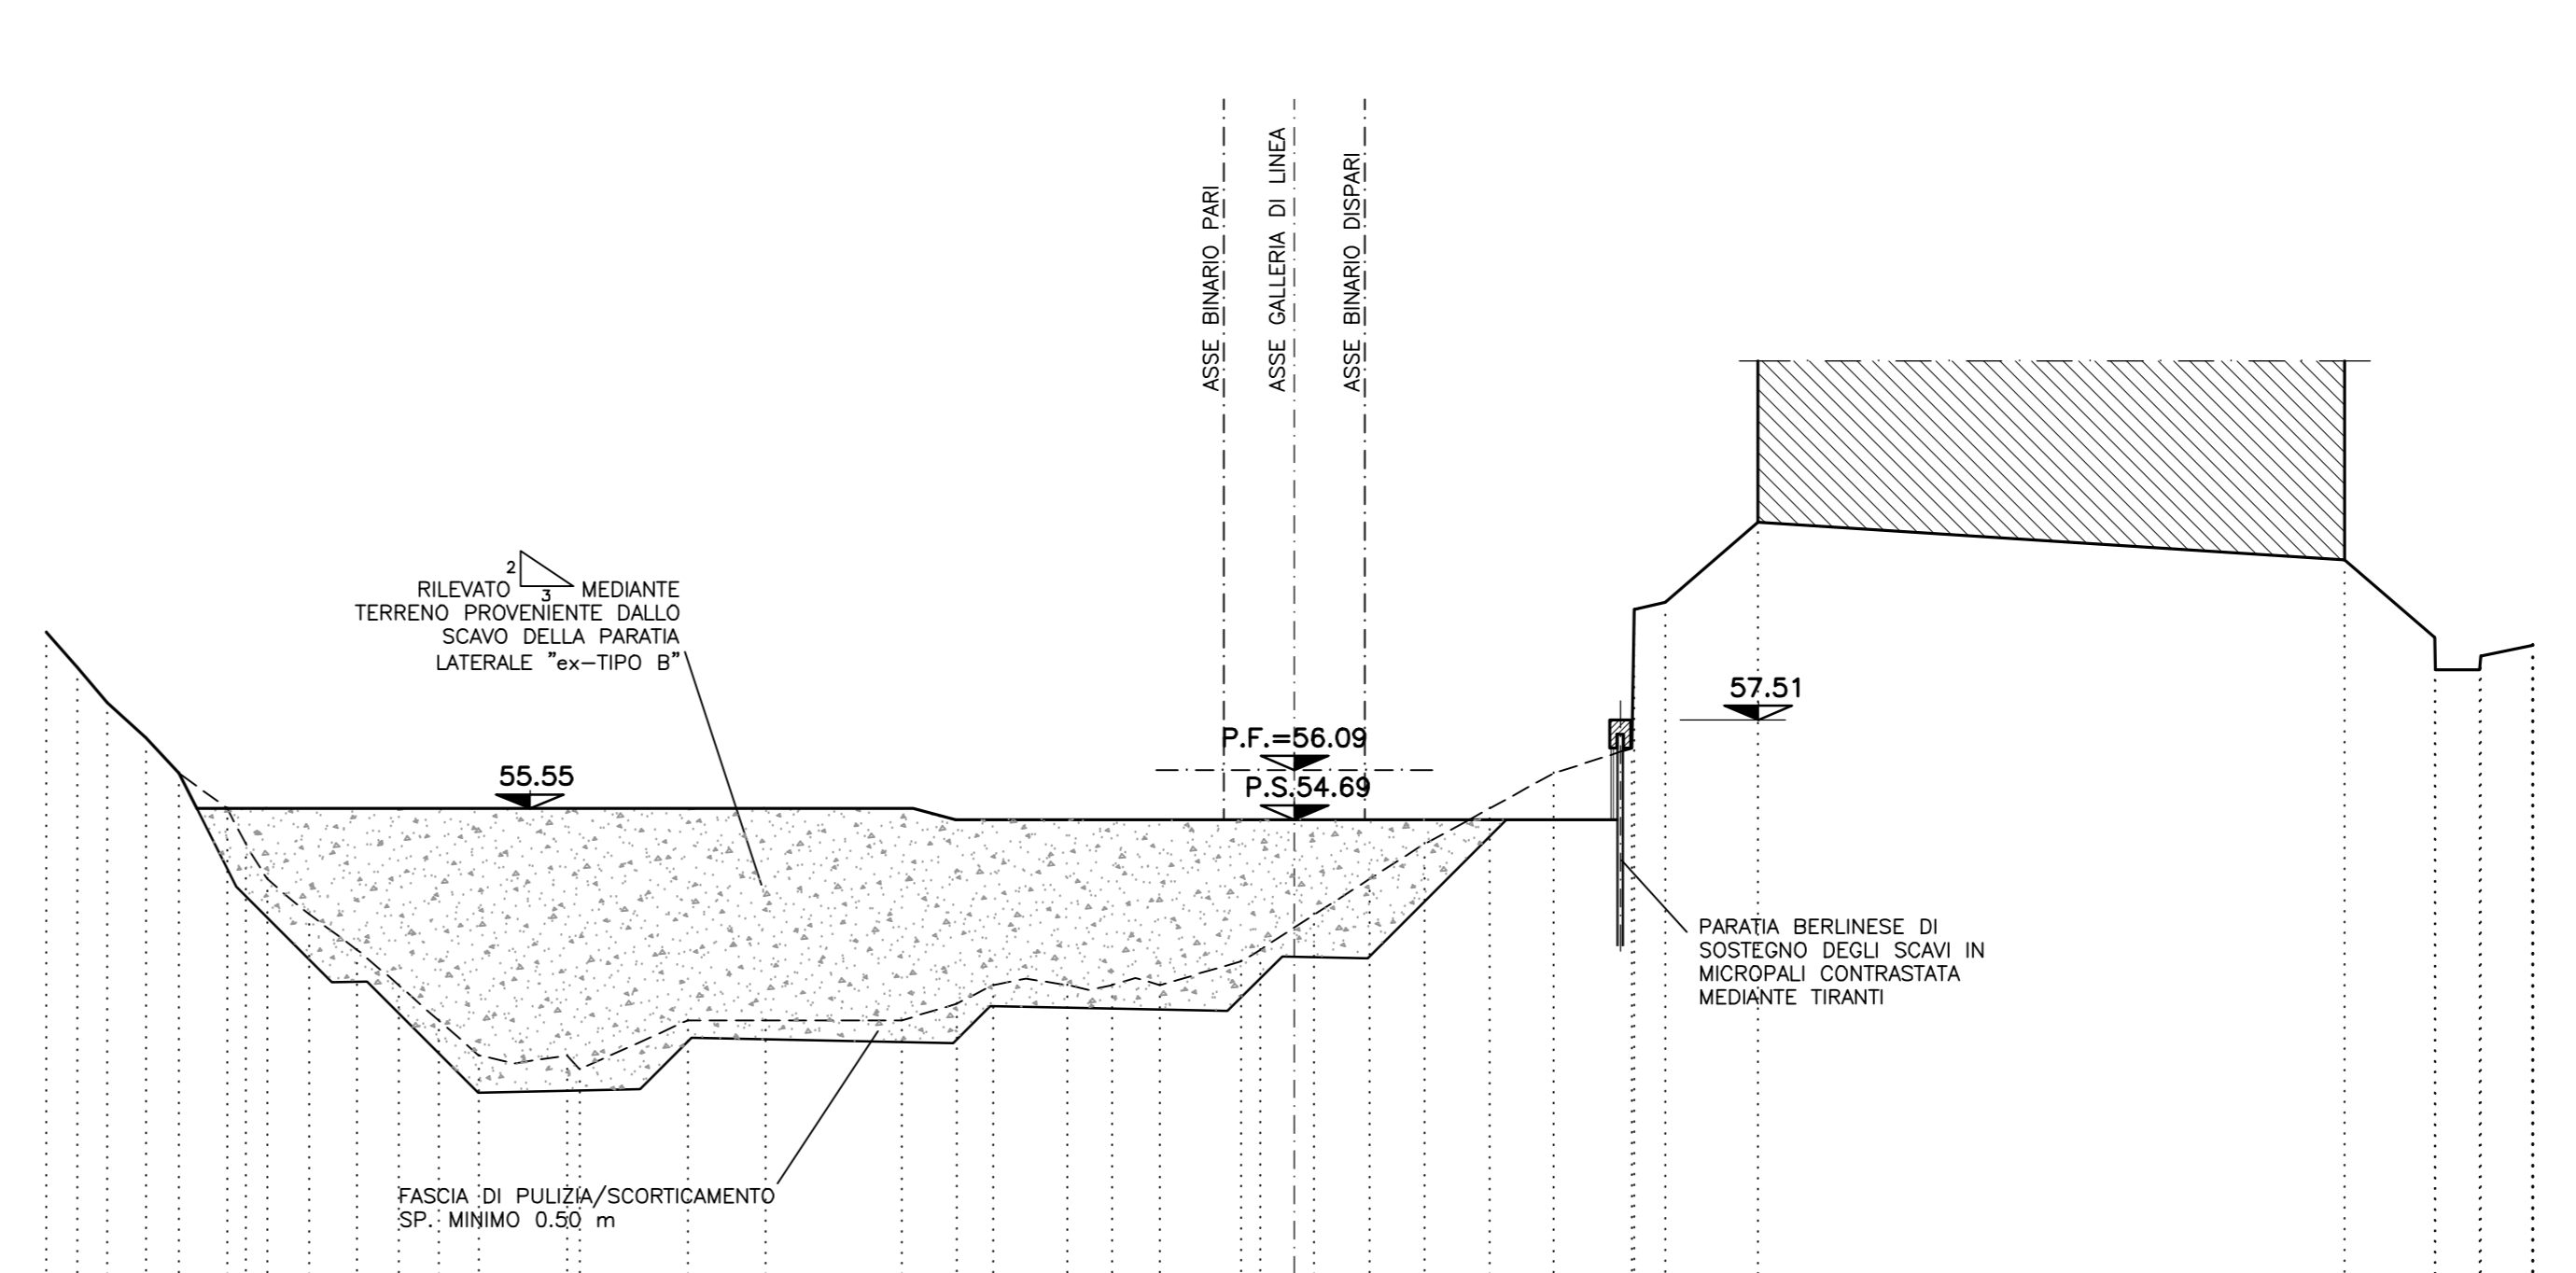 ASSE BINARIO PARI
ASSE GALLERIA DI LINEA
ASSE BINARIO DISPARI
2
3
RILEVATO MEDIANTE
TERRENO PROVENIENTE DALLO
SCAVO DELLA PARATIA
LATERALE "ex-TIPO B"
57.51
P.F.=56.09
55.55
P.S.54.69
PARATIA BERLINESE DI
SOSTEGNO DEGLI SCAVI IN
MICROPALI CONTRASTATA
MEDIANTE TIRANTI
FASCIA DI PULIZIA/SCORTICAMENTO
SP. MINIMO 0.50 m